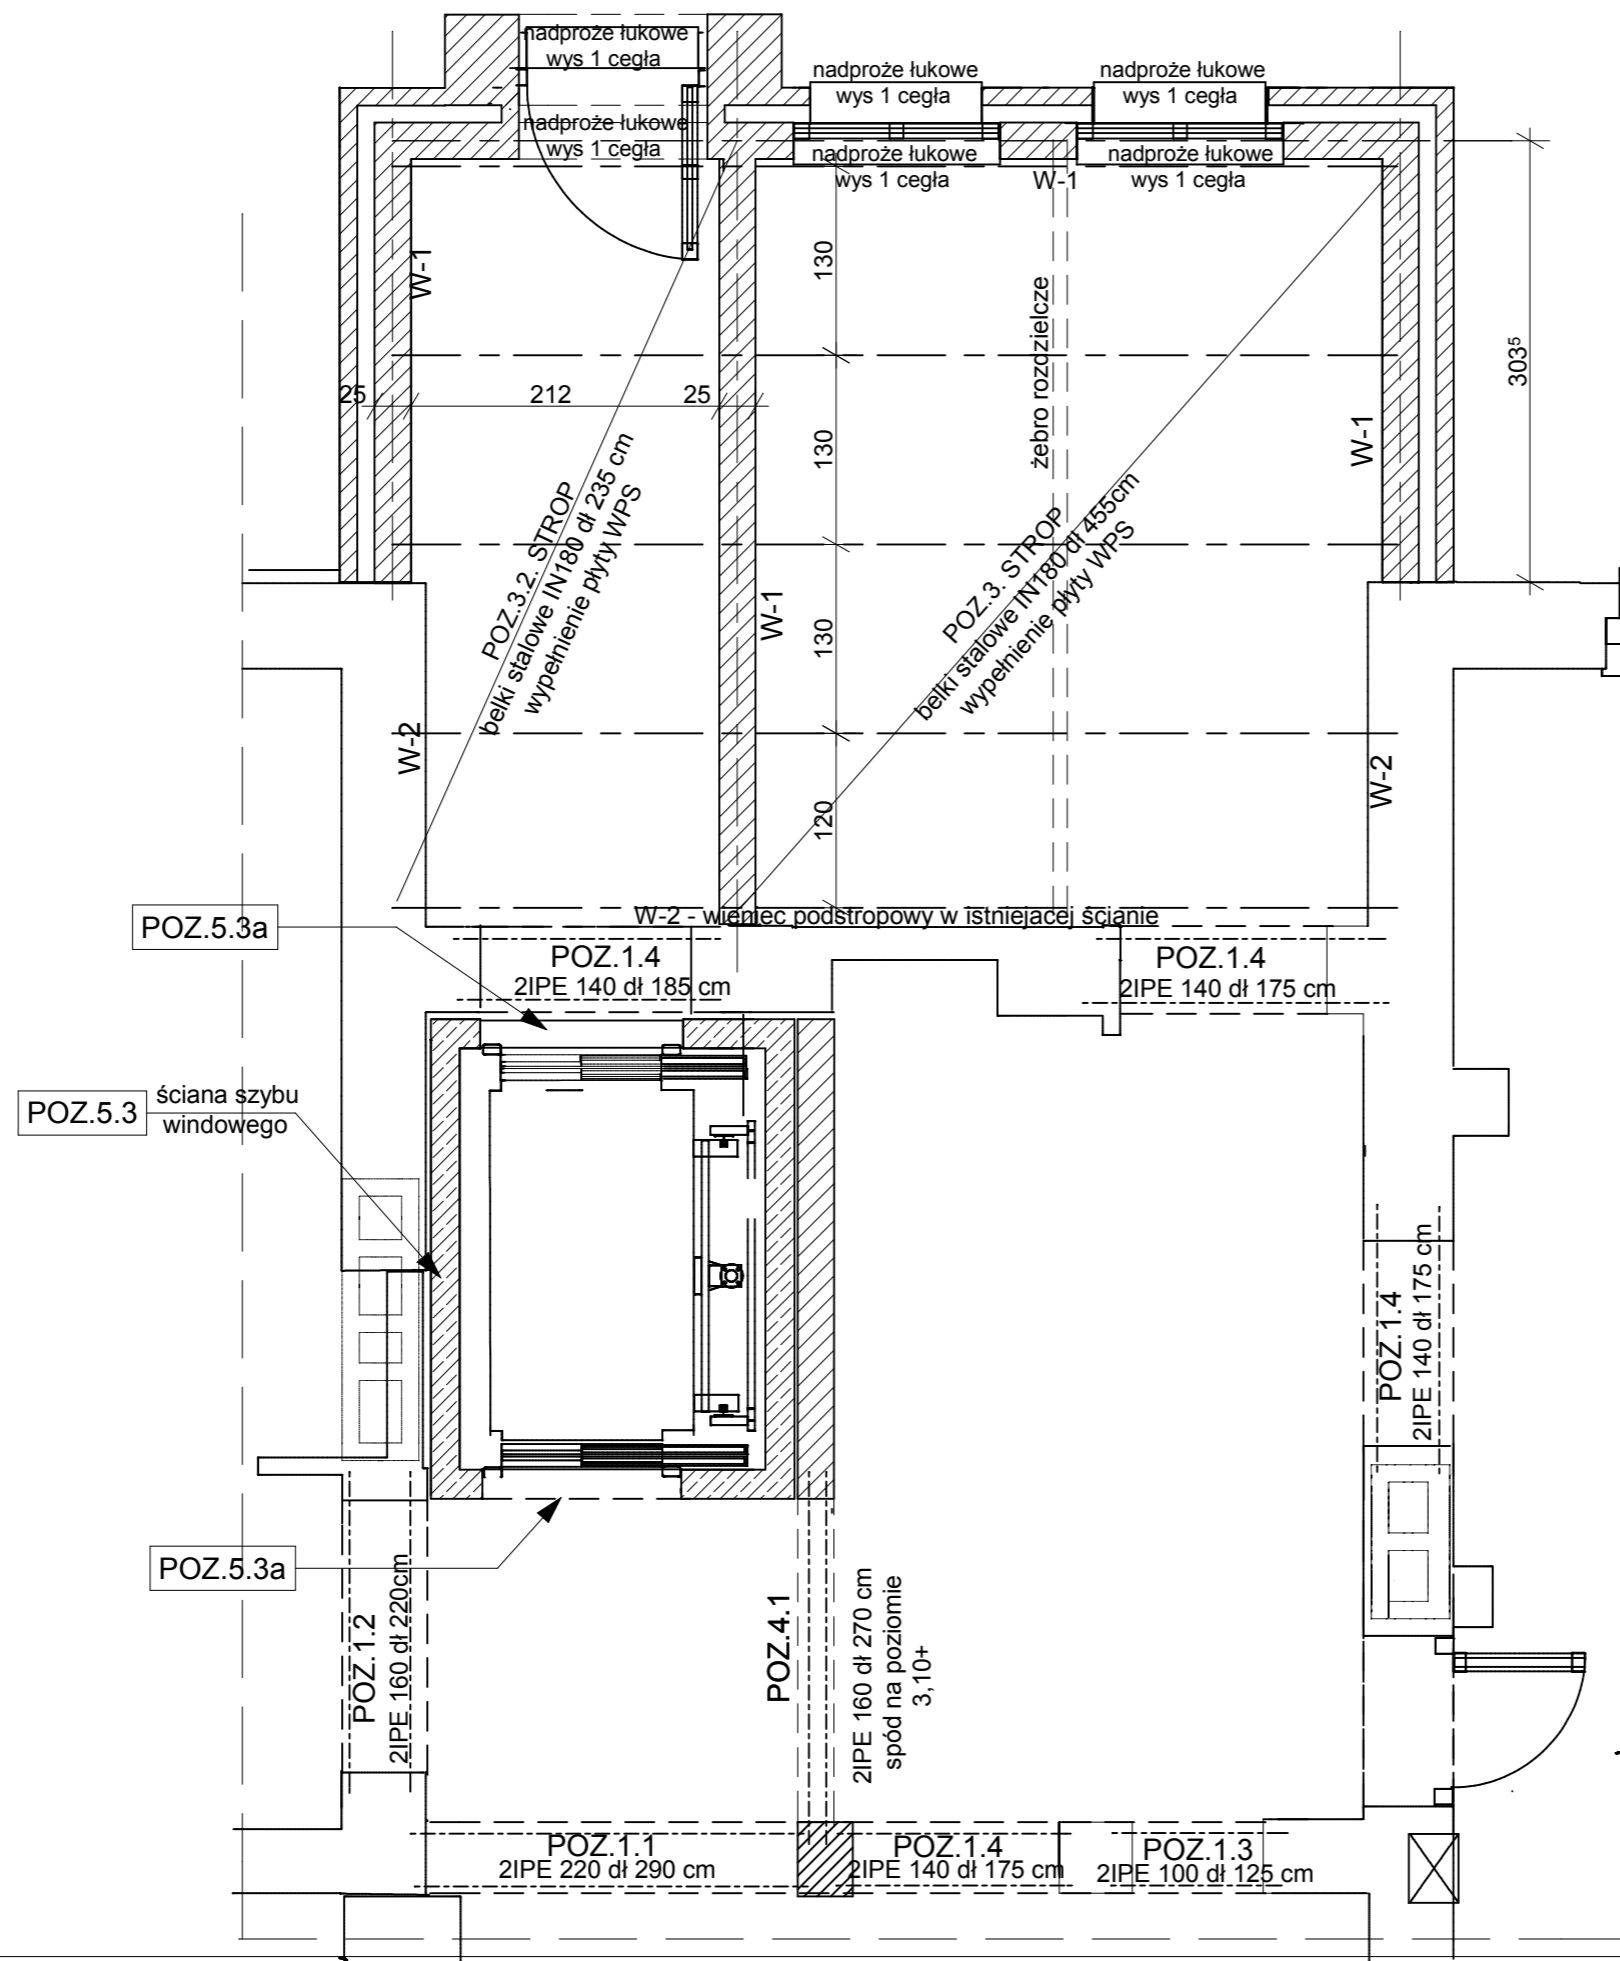 nadproże łukowe
wys 1 cegła
nadproże łukowe
wys 1 cegła
nadproże łukowe
wys 1 cegła
nadproże łukowe
wys 1 cegła
nadproże łukowe
wys 1 cegła
nadproże łukowe
wys 1 cegła
W-1
W-1
130
żebro rozdzielcze
303⁵
25
212
25
130
W-1
POZ.3.2. STROP
belki stalowe IN180 dł 235 cm
wypełnienie płyty WPS
POZ.3. STROP
belki stalowe IN180 dł 455cm
wypełnienie płyty WPS
W-1
130
W-2
W-2
120
W-2 - wieniec podstropowy w istniejacej ścianie
POZ.5.3a
POZ.1.4
2IPE 140 dł 185 cm
POZ.1.4
2IPE 140 dł 175 cm
POZ.5.3
ściana szybu
windowego
POZ.1.4
2IPE 140 dł 175 cm
POZ.5.3a
POZ.1.2
2IPE 160 dł 220cm
POZ.4.1
2IPE 160 dł 270 cm
spód na poziomie
3,10+
POZ.1.1
2IPE 220 dł 290 cm
POZ.1.4
2IPE 140 dł 175 cm
POZ.1.3
2IPE 100 dł 125 cm